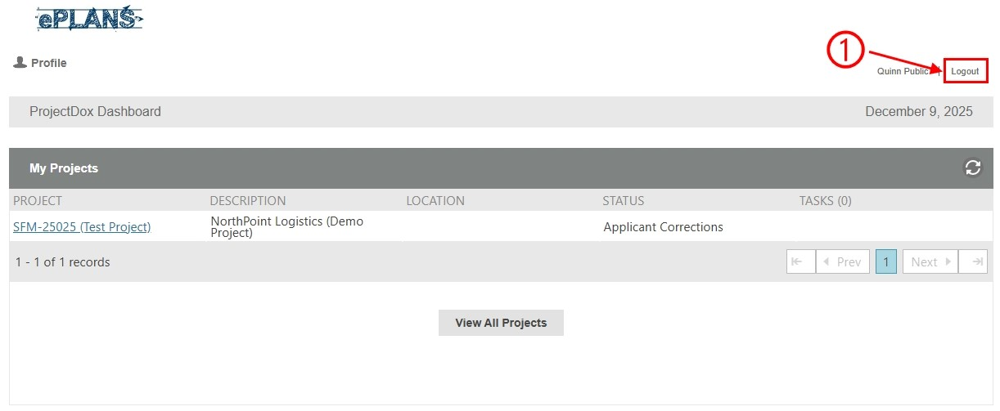 ePLANS
Profile
1
Quinn Public | Logout
ProjectDox Dashboard December 9, 2025
My Projects
PROJECT DESCRIPTION LOCATION STATUS TASKS (0)
SFM-25025 (Test Project) NorthPoint Logistics (Demo Applicant Corrections
Project)
1 - 1 of 1 records Prev 1 Next
View All Projects